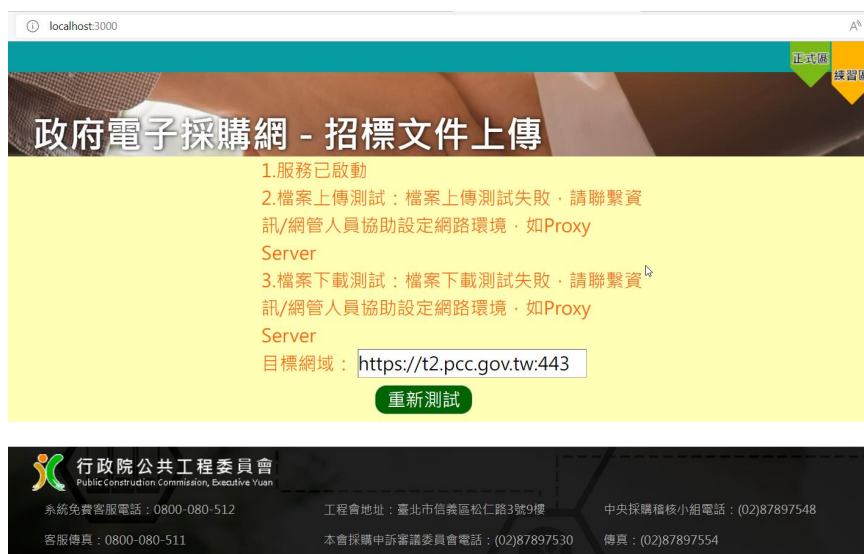 localhost:3000
A
正式區
練習區
政府電子採購網 - 招標文件上傳
1.服務已啟動
2.檔案上傳測試：檔案上傳測試失敗，請聯繫資
訊/網管人員協助設定網路環境，如Proxy
Server
3.檔案下載測試：檔案下載測試失敗，請聯繫資
訊/網管人員協助設定網路環境，如Proxy
Server
目標網域： https://t2.pcc.gov.tw:443
重新測試
行政院公共工程委員會
Public Construction Commission, Executive Yuan
系統免費客服電話：0800-080-512
工程會地址：臺北市信義區松仁路3號9樓
中央採購稽核小組電話：(02)87897548
客服傳真：0800-080-511
本會採購申訴審議委員會電話：(02)87897530
傳真：(02)87897554